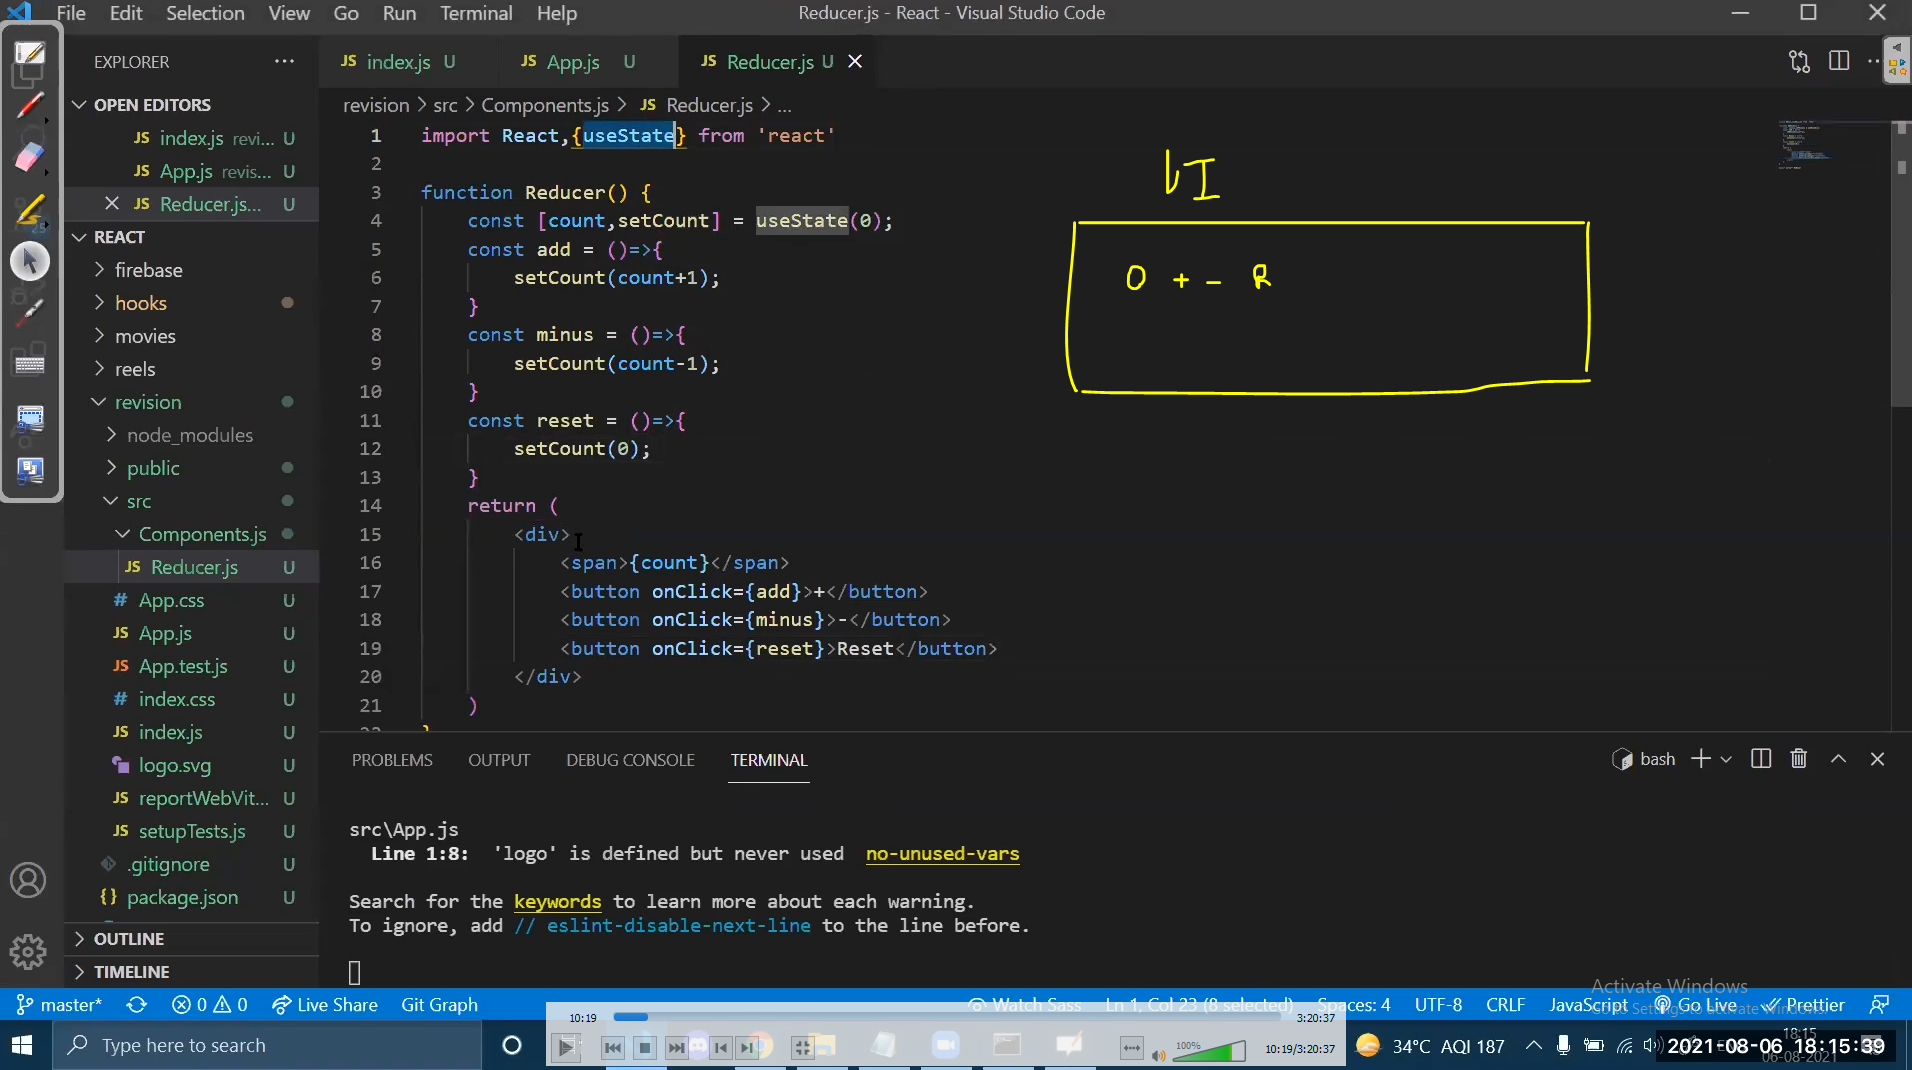 File Edit Selection View Go Run Terminal Help
Reducer.js - React - Visual Studio Code
EXPLORER ...
JS index.js U
JS App.js U
JS Reducer.js U
OPEN EDITORS
JS index.js revi... U
JS App.js revis... U
JS Reducer.js... U
REACT
firebase
hooks
movies
reels
revision
node_modules
public
src
Components.js
JS Reducer.js U
# App.css U
JS App.js U
JS App.test.js U
# index.css U
JS index.js U
logo.svg U
JS reportWebVit... U
JS setupTests.js U
.gitignore U
{} package.json U
OUTLINE
TIMELINE
revision > src > Components.js > JS Reducer.js > ...
1 import React,{useState} from 'react'
2
3 function Reducer() {
4 const [count,setCount] = useState(0);
5 const add = ()=>{
6 setCount(count+1);
7 }
8 const minus = ()=>{
9 setCount(count-1);
10 }
11 const reset = ()=>{
12 setCount(0);
13 }
14 return (
15 <div>
16 <span>{count}</span>
17 <button onClick={add}>+</button>
18 <button onClick={minus}>-</button>
19 <button onClick={reset}>Reset</button>
20 </div>
21 )
UI
0 + - R
PROBLEMS OUTPUT DEBUG CONSOLE TERMINAL
bash
src\App.js
Line 1:8: 'logo' is defined but never used no-unused-vars
Search for the keywords to learn more about each warning.
To ignore, add // eslint-disable-next-line to the line before.
Activate Windows
Go to Settings to activate Windows.
master* 0 0 Live Share Git Graph
Watch Sass Ln 1, Col 23 (8 selected) Spaces: 4 UTF-8 CRLF JavaScript Go Live Prettier
10:19 3:20:37
Type here to search
100%
10:19/3:20:37
34°C AQI 187
18:15
06-08-2021
2021-08-06 18:15:39